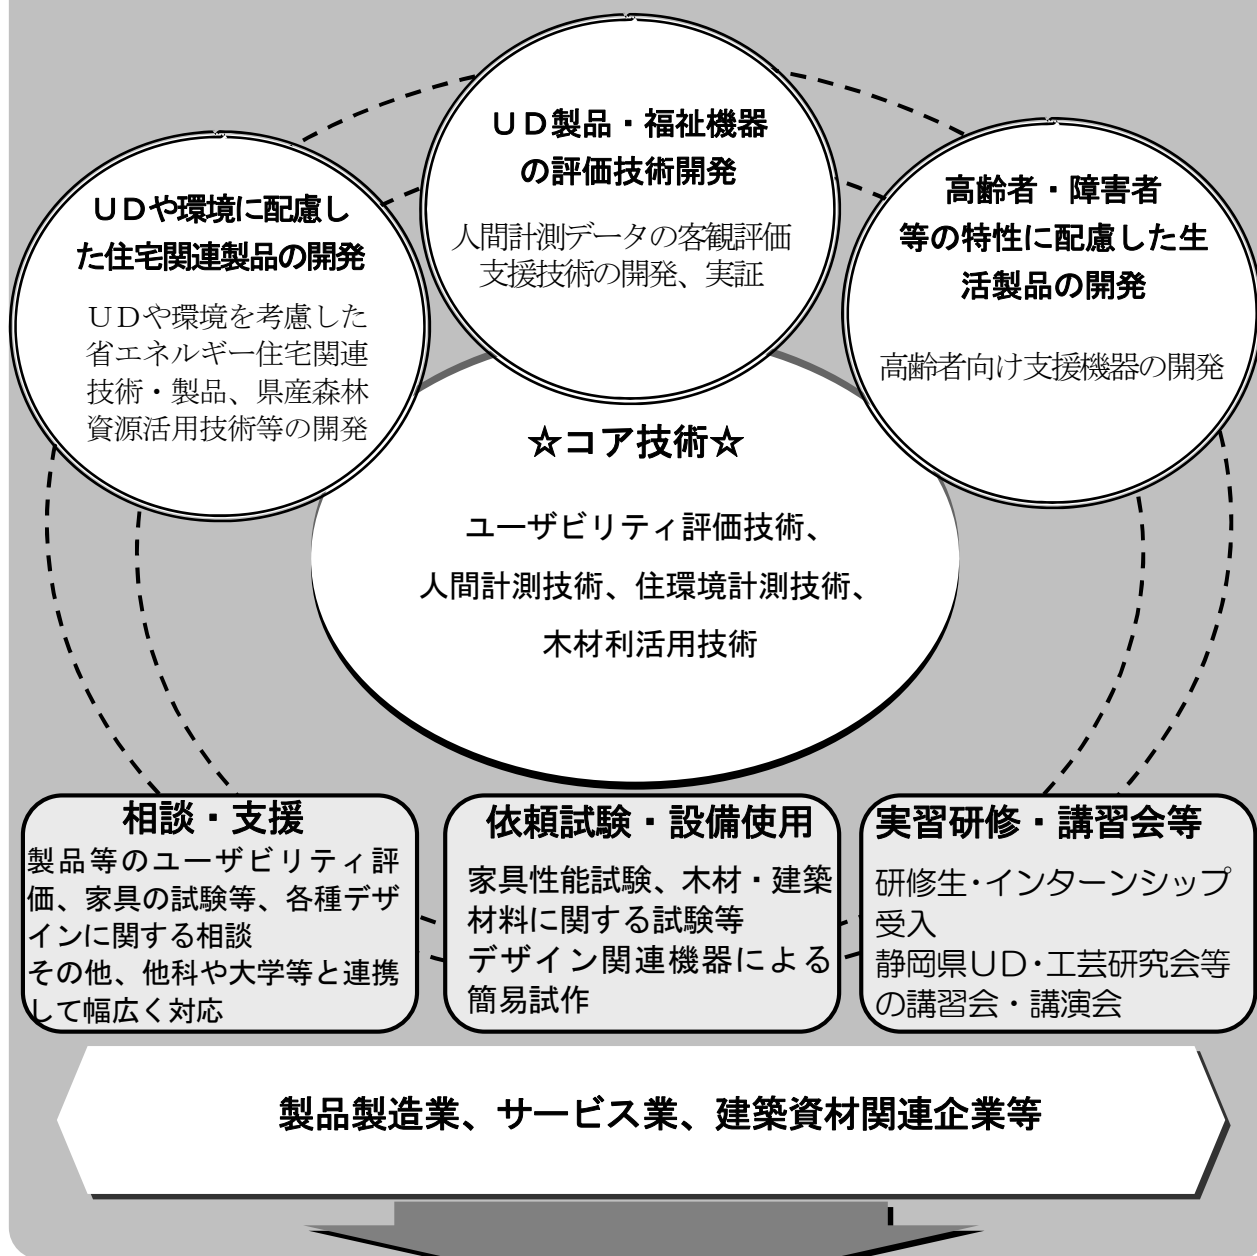 ＵＤ製品・福祉機器
の評価技術開発
人間計測データの客観評価
支援技術の開発、実証
ＵＤや環境に配慮し
た住宅関連製品の開発
ＵＤや環境を考慮した
省エネルギー住宅関連
技術・製品、県産森林
資源活用技術等の開発
高齢者・障害者
等の特性に配慮した生
活製品の開発
高齢者向け支援機器の開発
☆コア技術☆
ユーザビリティ評価技術、
人間計測技術、住環境計測技術、
木材利活用技術
相談・支援
製品等のユーザビリティ評
価、家具の試験等、各種デザ
インに関する相談
その他、他科や大学等と連携
して幅広く対応
依頼試験・設備使用
家具性能試験、木材・建築
材料に関する試験等
デザイン関連機器による
簡易試作
実習研修・講習会等
研修生・インターンシップ
受入
静岡県ＵＤ・工芸研究会等
の講習会・講演会
製品製造業、サービス業、建築資材関連企業等